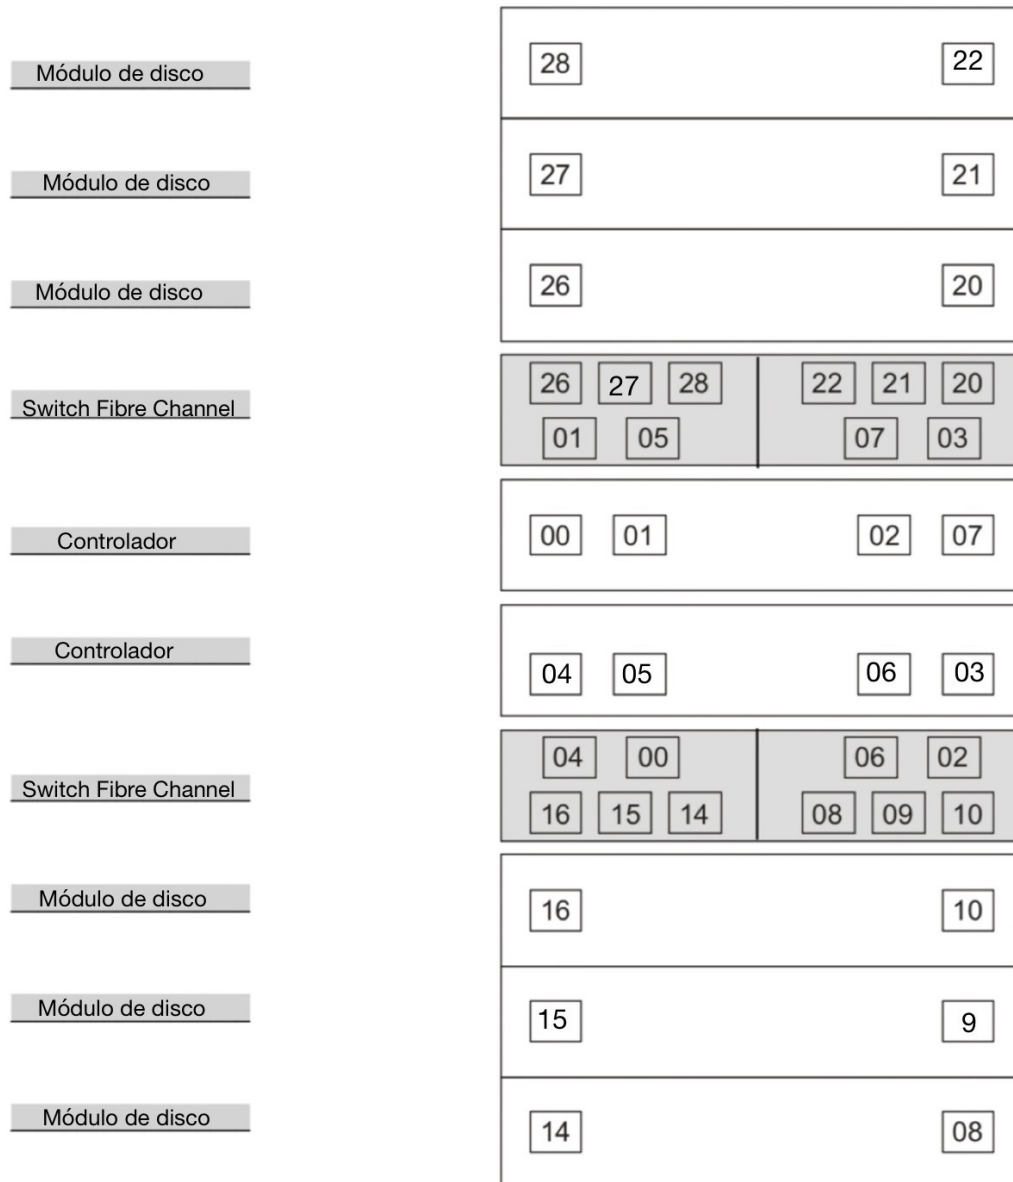 Módulo de disco 28 22
Módulo de disco 27 21
Módulo de disco 26 20
26 27 28 22 21 20
Switch Fibre Channel
01 05 07 03
Controlador 00 01 02 07
Controlador
04 05 06 03
04 00 06 02
Switch Fibre Channel
16 15 14 08 09 10
Módulo de disco 16 10
Módulo de disco 15 9
Módulo de disco 14 08